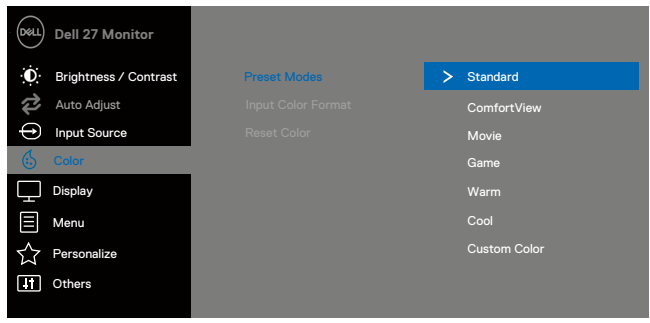 DELL Dell 27 Monitor
Brightness / Contrast Preset Modes > Standard
Auto Adjust Input Color Format ComfortView
Input Source Reset Color Movie
Color Game
Display Warm
Menu Cool
Personalize Custom Color
Others